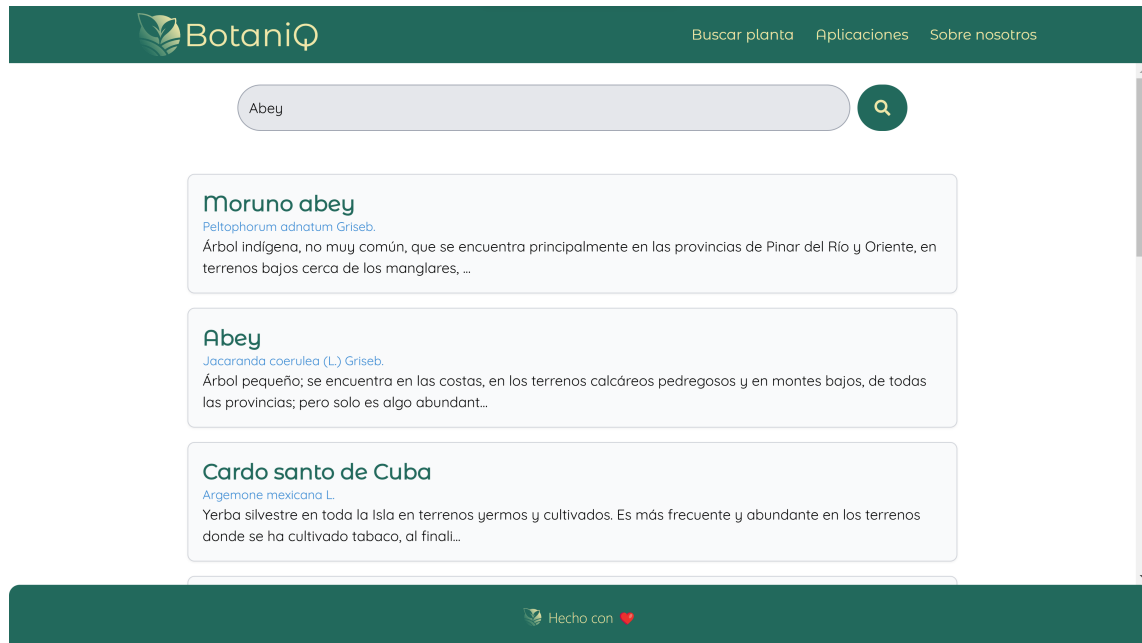 BotaniQ
Buscar planta Aplicaciones Sobre nosotros
Abey
Moruno abey
Peltophorum adnatum Griseb.
Árbol indígena, no muy común, que se encuentra principalmente en las provincias de Pinar del Río y Oriente, en
terrenos bajos cerca de los manglares, ...
Abey
Jacaranda coerulea (L.) Griseb.
Árbol pequeño; se encuentra en las costas, en los terrenos calcáreos pedregosos y en montes bajos, de todas
las provincias; pero solo es algo abundant...
Cardo santo de Cuba
Argemone mexicana L.
Yerba silvestre en toda la Isla en terrenos yermos y cultivados. Es más frecuente y abundante en los terrenos
donde se ha cultivado tabaco, al finali...
Hecho con ❤️